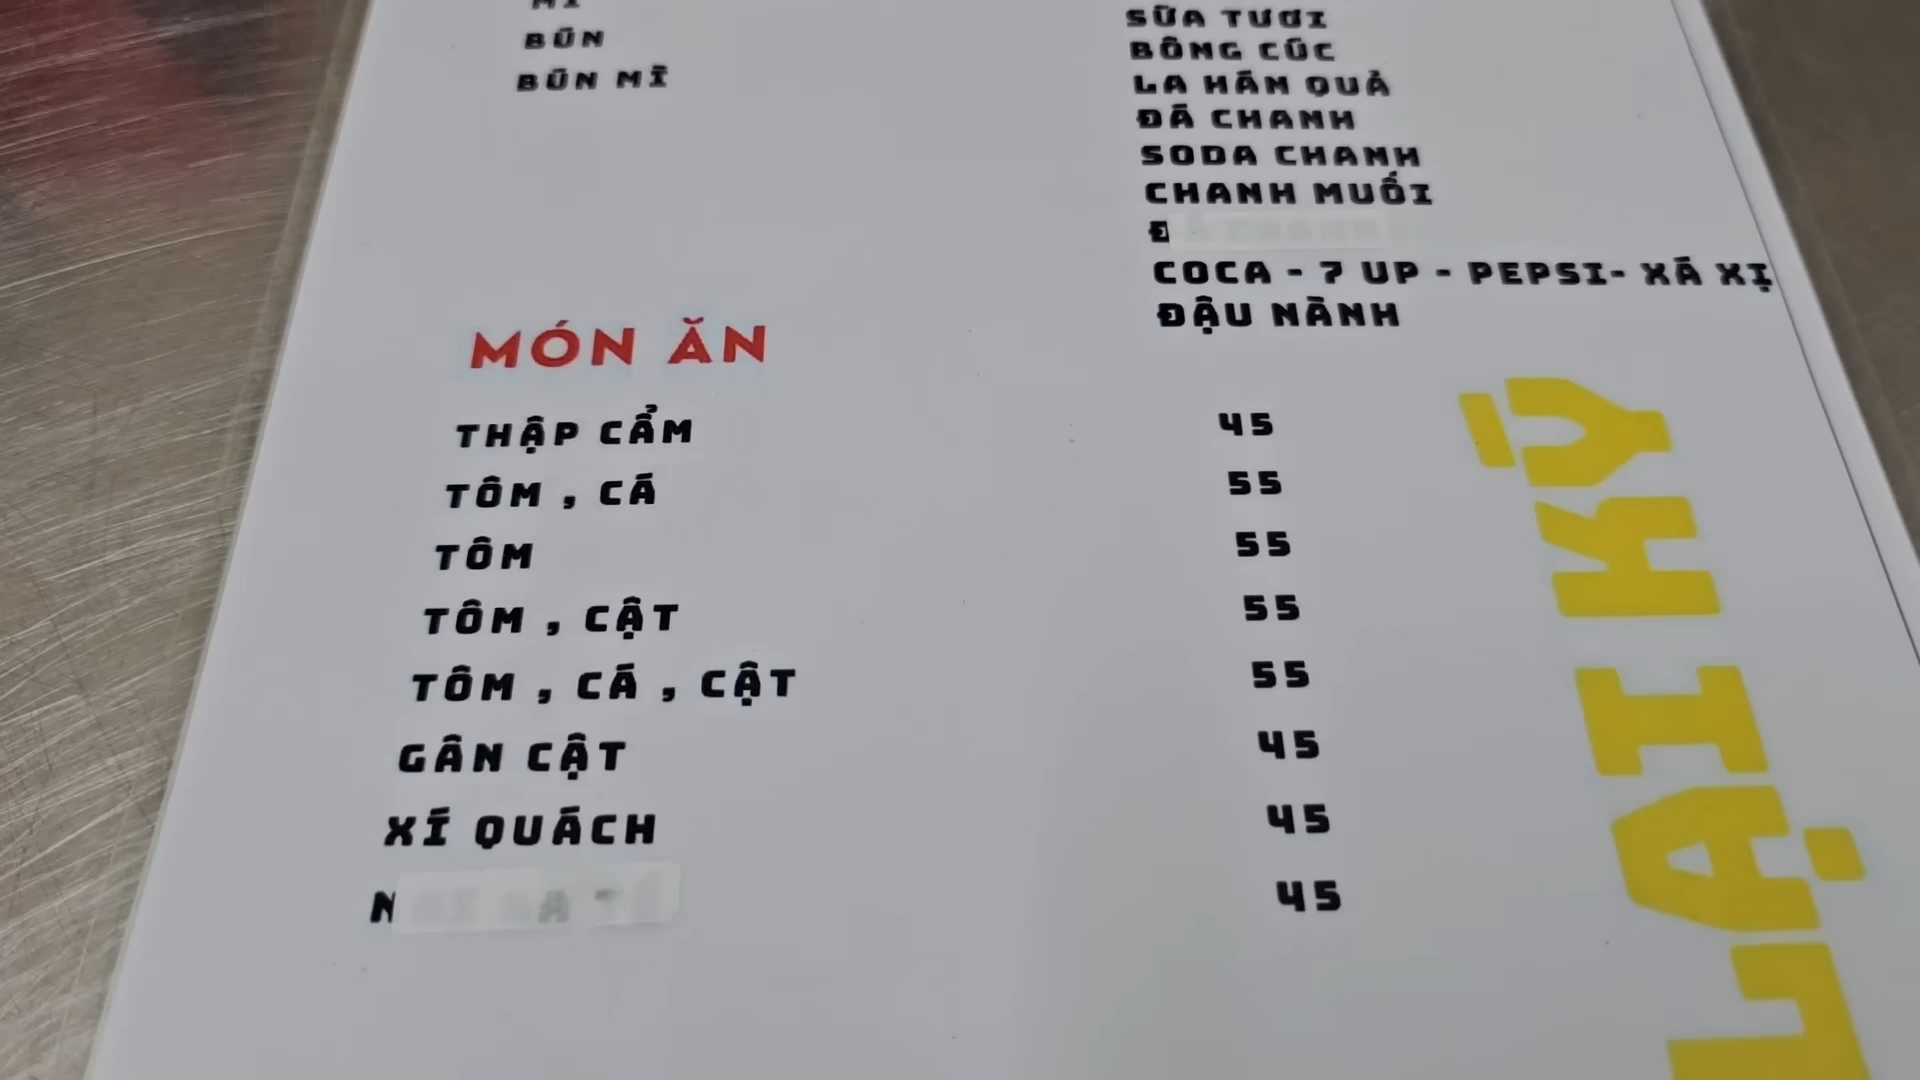 BÚN
BÚN MÌ
SỮA TƯƠI
BÔNG CÚC
LA HÁN QUẢ
ĐÁ CHANH
SODA CHANH
CHANH MUỐI
COCA - 7 UP - PEPSI- XÁ XỊ
ĐẬU NÀNH
MÓN ĂN
THẬP CẨM 45
TÔM , CÁ 55
TÔM 55
TÔM , CẬT 55
TÔM , CÁ , CẬT 55
GÂN CẬT 45
XÍ QUÁCH 45
45
LẠI KỲ